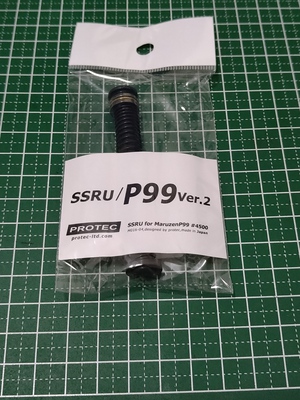 SSRU/P99Ver.2
PROTEC
protec-ltd.com
SSRU for MaruzenP99 #4500
designed by protec,made in Japan